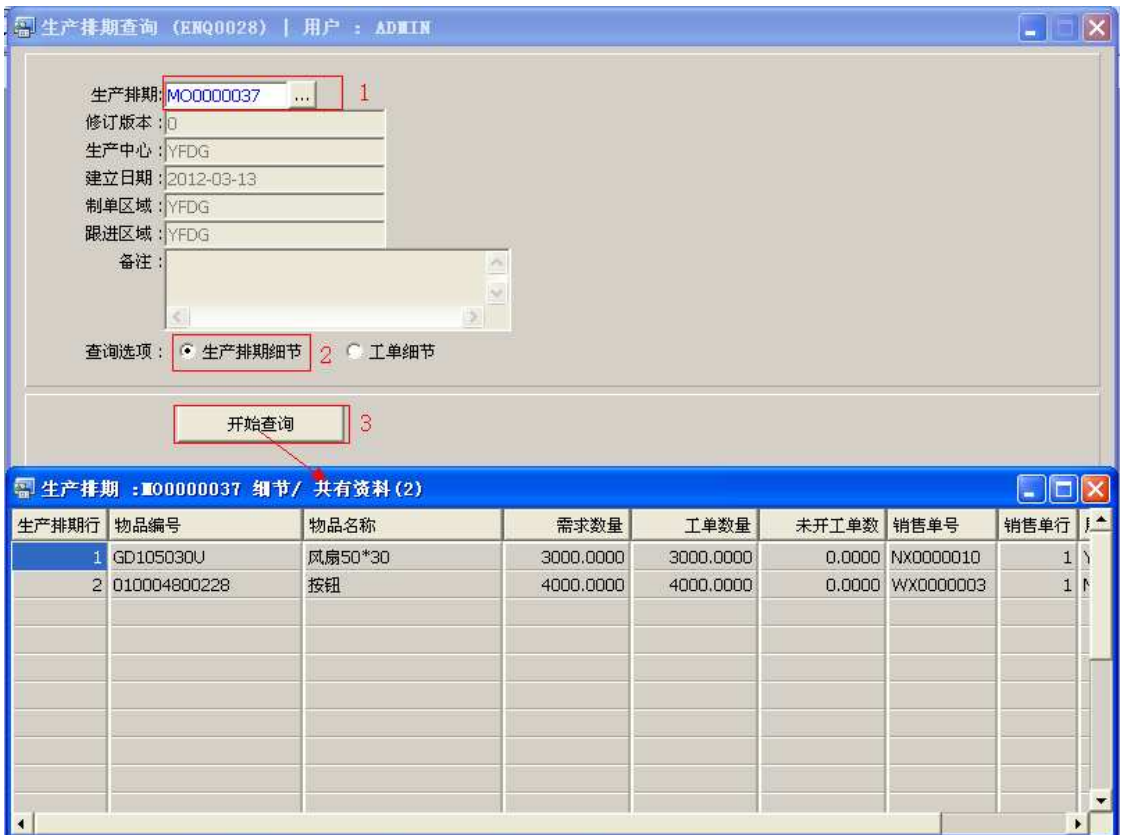 生产排期查询 (ENQ0028) | 用户 : ADMIN
生产排期: MO0000037 ... 1
修订版本 : 0
生产中心 : YFDG
建立日期 : 2012-03-13
制单区域 : YFDG
跟进区域 : YFDG
备注 :
查询选项 : 生产排期细节 2 工单细节
开始查询 3
生产排期 :MO0000037 细节/ 共有资料(2)
生产排期行 物品编号 物品名称 需求数量 工单数量 未开工单数 销售单号 销售单行
1 GD105030U 风扇50*30 3000.0000 3000.0000 0.0000 NX0000010 1
2 010004800228 按钮 4000.0000 4000.0000 0.0000 WX0000003 1